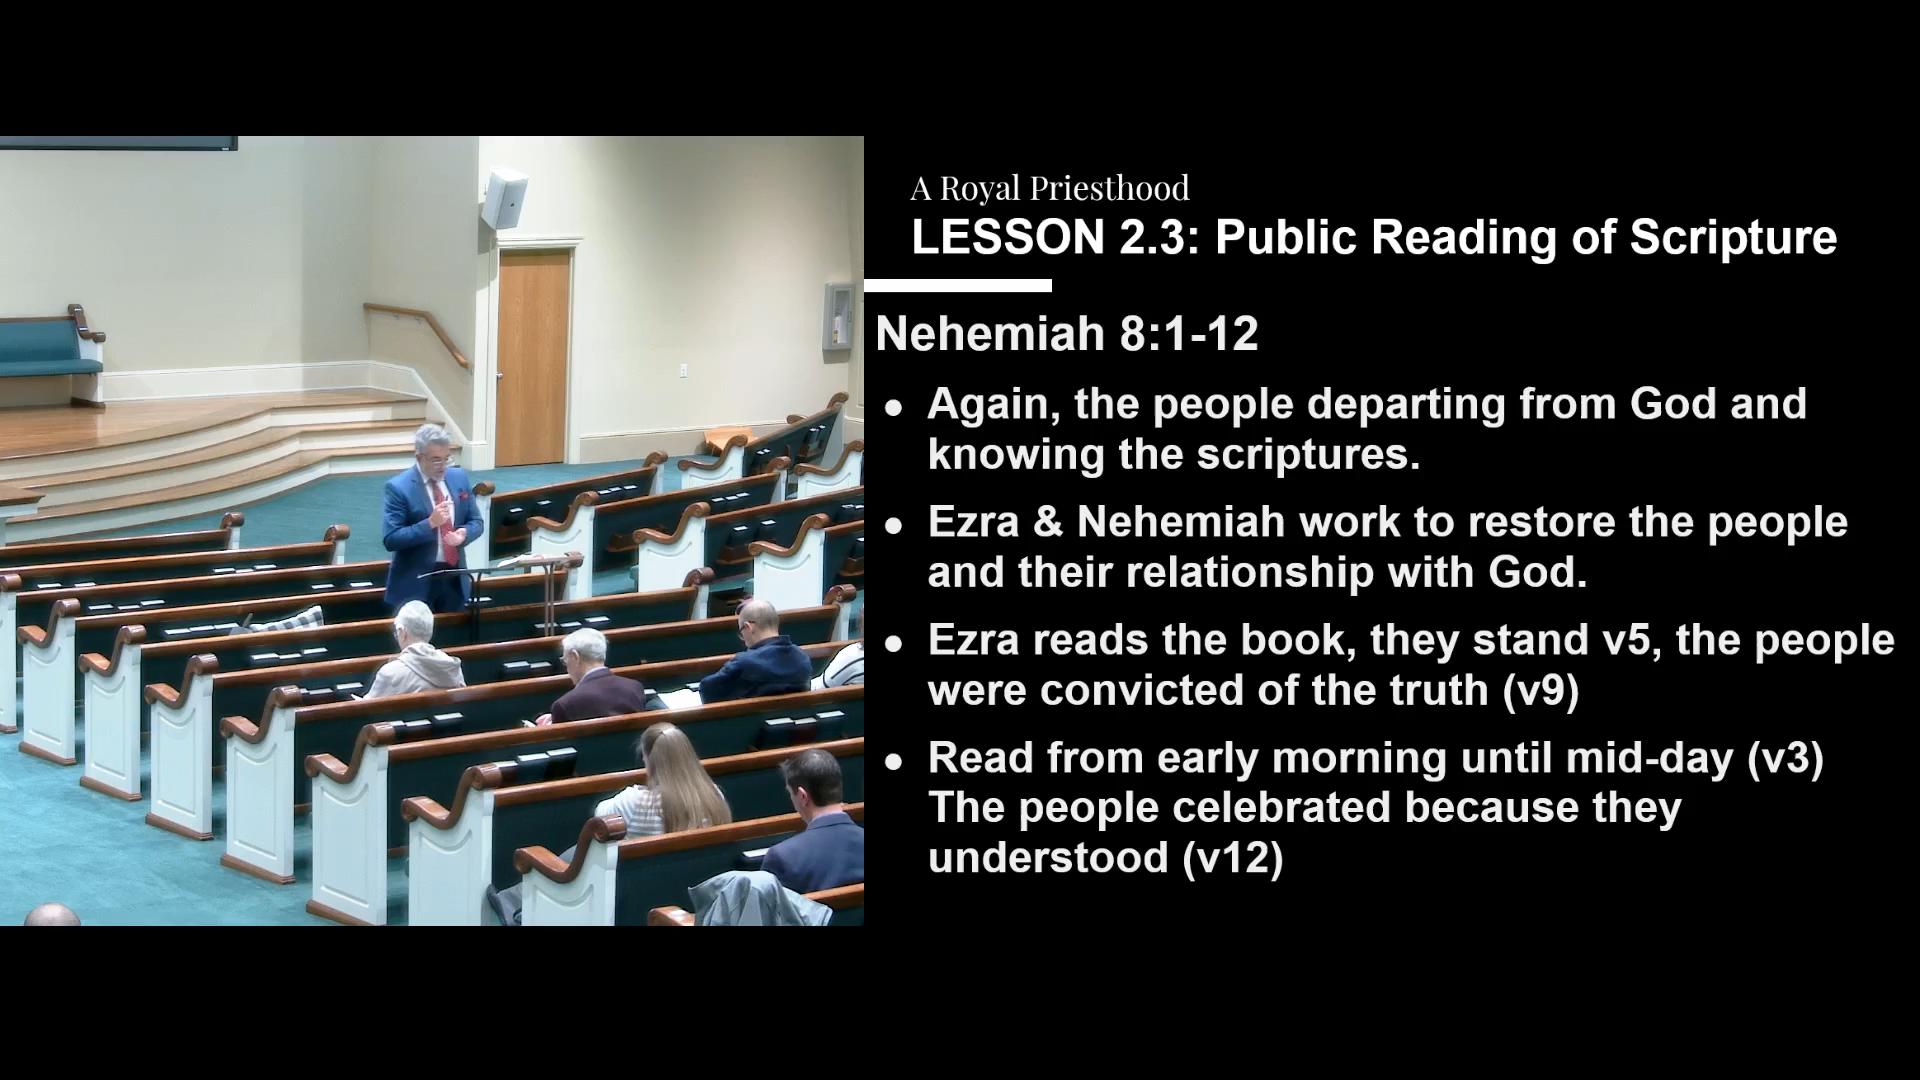 A Royal Priesthood
LESSON 2.3: Public Reading of Scripture
Nehemiah 8:1-12
● Again, the people departing from God and
knowing the scriptures.
● Ezra & Nehemiah work to restore the people
and their relationship with God.
● Ezra reads the book, they stand v5, the people
were convicted of the truth (v9)
● Read from early morning until mid-day (v3)
The people celebrated because they
understood (v12)